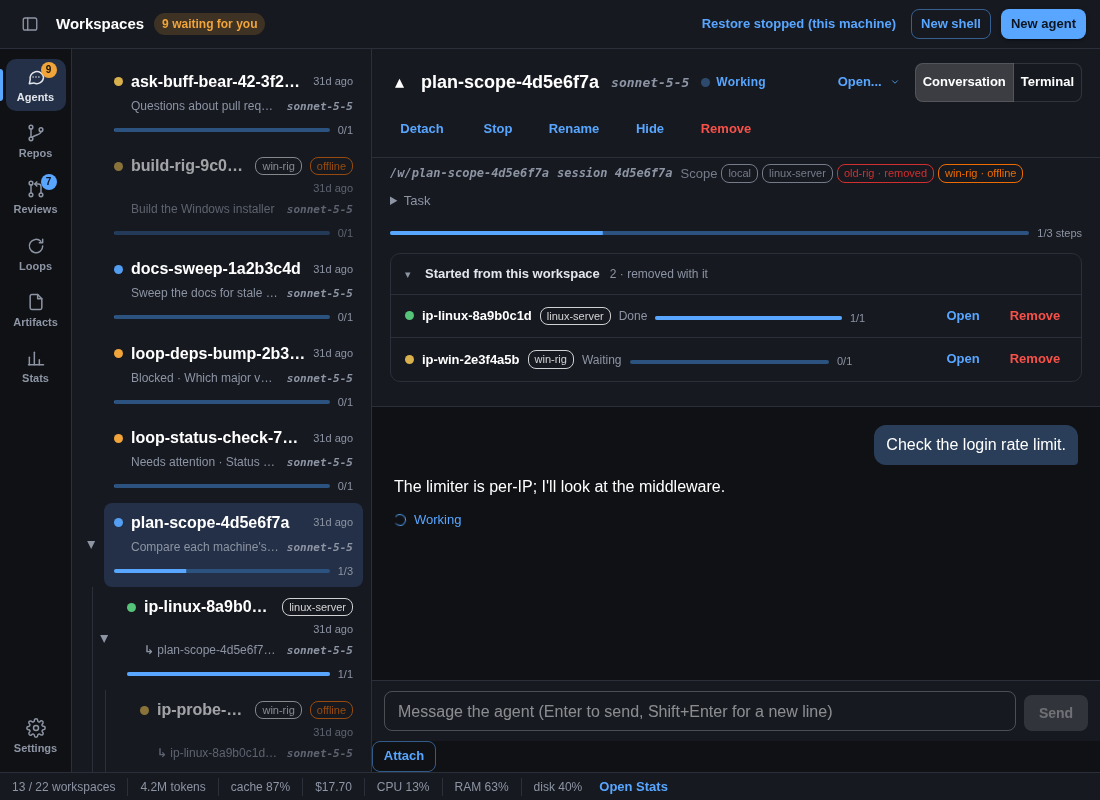 Workspaces 9 waiting for you Restore stopped (this machine) New shell New agent
9
Agents
Repos
7
Reviews
Loops
Artifacts
Stats
Settings
ask-buff-bear-42-3f2... 31d ago
Questions about pull req... sonnet-5-5
0/1
build-rig-9c0... win-rig offline
31d ago
Build the Windows installer sonnet-5-5
0/1
docs-sweep-1a2b3c4d 31d ago
Sweep the docs for stale ... sonnet-5-5
0/1
loop-deps-bump-2b3... 31d ago
Blocked · Which major v... sonnet-5-5
0/1
loop-status-check-7... 31d ago
Needs attention · Status ... sonnet-5-5
0/1
plan-scope-4d5e6f7a 31d ago
Compare each machine's... sonnet-5-5
1/3
ip-linux-8a9b0... linux-server
31d ago
↳ plan-scope-4d5e6f7... sonnet-5-5
1/1
ip-probe-... win-rig offline
31d ago
↳ ip-linux-8a9b0c1d... sonnet-5-5
plan-scope-4d5e6f7a sonnet-5-5 Working Open... Conversation Terminal
Detach Stop Rename Hide Remove
/w/plan-scope-4d5e6f7a session 4d5e6f7a Scope local linux-server old-rig · removed win-rig · offline
Task
1/3 steps
Started from this workspace 2 · removed with it
ip-linux-8a9b0c1d linux-server Done 1/1 Open Remove
ip-win-2e3f4a5b win-rig Waiting 0/1 Open Remove
Check the login rate limit.
The limiter is per-IP; I'll look at the middleware.
Working
Message the agent (Enter to send, Shift+Enter for a new line) Send
Attach
13 / 22 workspaces 4.2M tokens cache 87% $17.70 CPU 13% RAM 63% disk 40% Open Stats